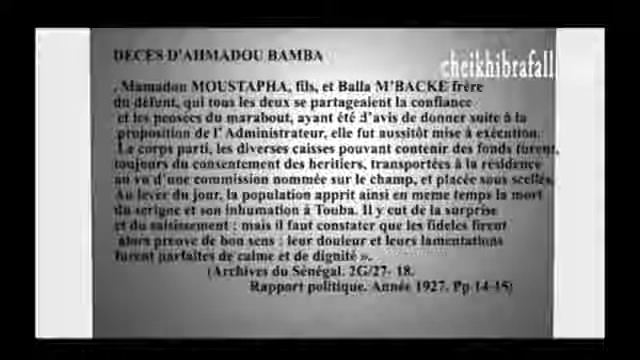 DECES D'AHMADOU BAMBA
cheikhibrafall
. Mamadou MOUSTAPHA, fils, et Balla M'BACKE frère
du défunt, qui tous les deux se partageaient la confiance
et les pensées du marabout, ayant été d'avis de donner suite à la
proposition de l'Administrateur, elle fut aussitôt mise à exécution.
Le corps parti, les diverses caisses pouvant contenir des fonds furent,
toujours du consentement des heritiers, transportées à la résidence
au vu d'une commission nommée sur le champ, et placée sous scellés.
Au lever du jour, la population apprit ainsi en meme temps la mort
du serigne et son inhumation à Touba. Il y eut de la surprise
et du saisissement ; mais il faut constater que les fideles firent
alors preuve de bon sens ; leur douleur et leurs lamentations
furent parfaites de calme et de dignité ».
(Archives du Sénégal. 2G/27- 18.
Rapport politique. Année 1927. Pp 14-15)